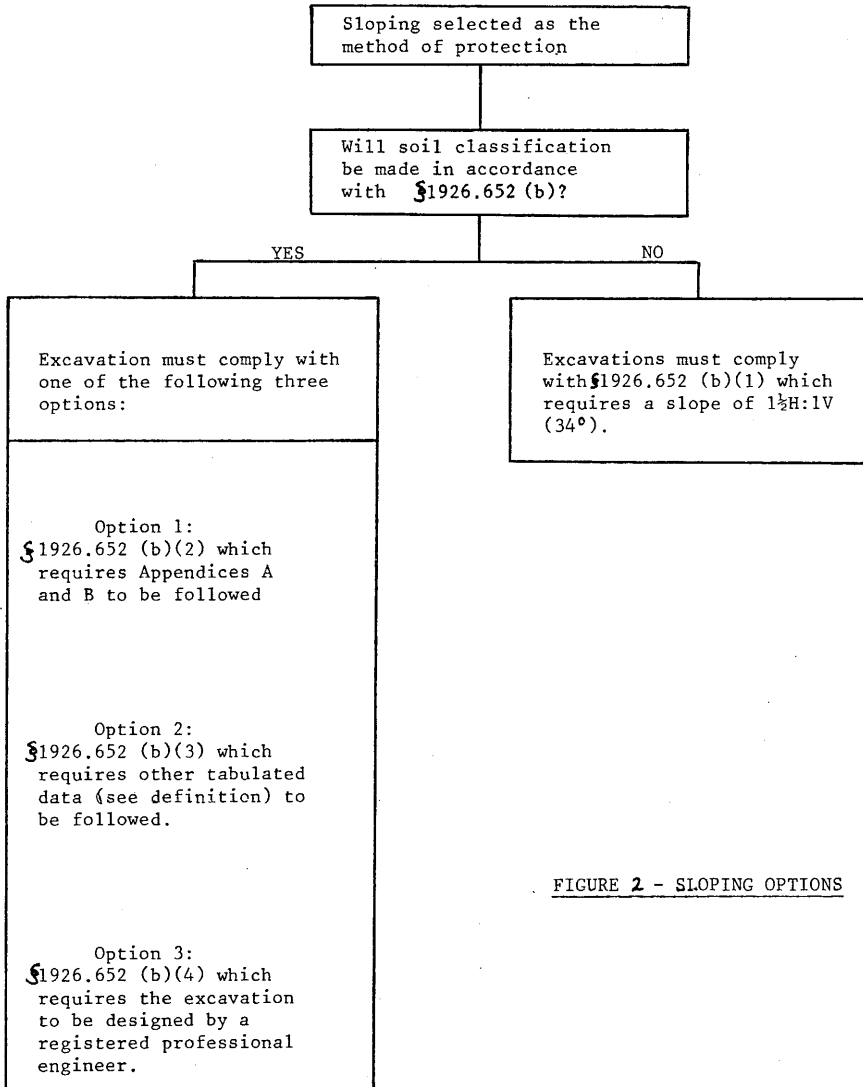 Sloping selected as the
method of protection
Will soil classification
be made in accordance
with §1926.652 (b)?
YES
NO
Excavation must comply with
one of the following three
options:
Excavations must comply
with §1926.652 (b)(1) which
requires a slope of 1½H:1V
(34°).
Option 1:
§1926.652 (b)(2) which
requires Appendices A
and B to be followed
Option 2:
§1926.652 (b)(3) which
requires other tabulated
data (see definition) to
be followed.
Option 3:
§1926.652 (b)(4) which
requires the excavation
to be designed by a
registered professional
engineer.
FIGURE 2 - SLOPING OPTIONS